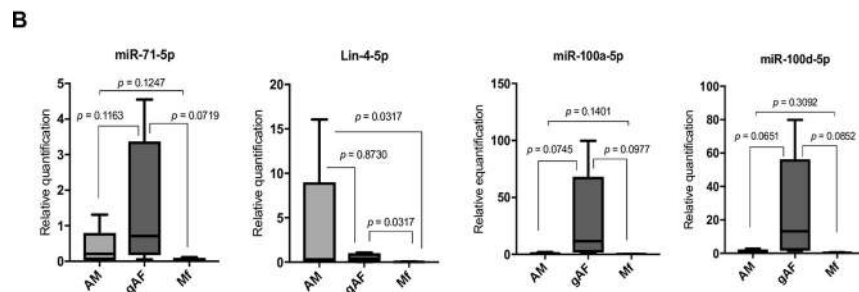 B
miR-71-5p
Relative quantification
5
4
3
2
1
0
p = 0.1247
p = 0.1163
p = 0.0719
AM
gAF
Mf
Lin-4-5p
Relative quantification
20
15
10
5
0
p = 0.0317
p = 0.8730
p = 0.0317
AM
gAF
Mf
miR-100a-5p
Relative equantification
150
100
50
0
p = 0.1401
p = 0.0745
p = 0.0977
AM
gAF
Mf
miR-100d-5p
Relative quantification
100
80
60
40
20
0
p = 0.3092
p = 0.0651
p = 0.0852
AM
gAF
Mf